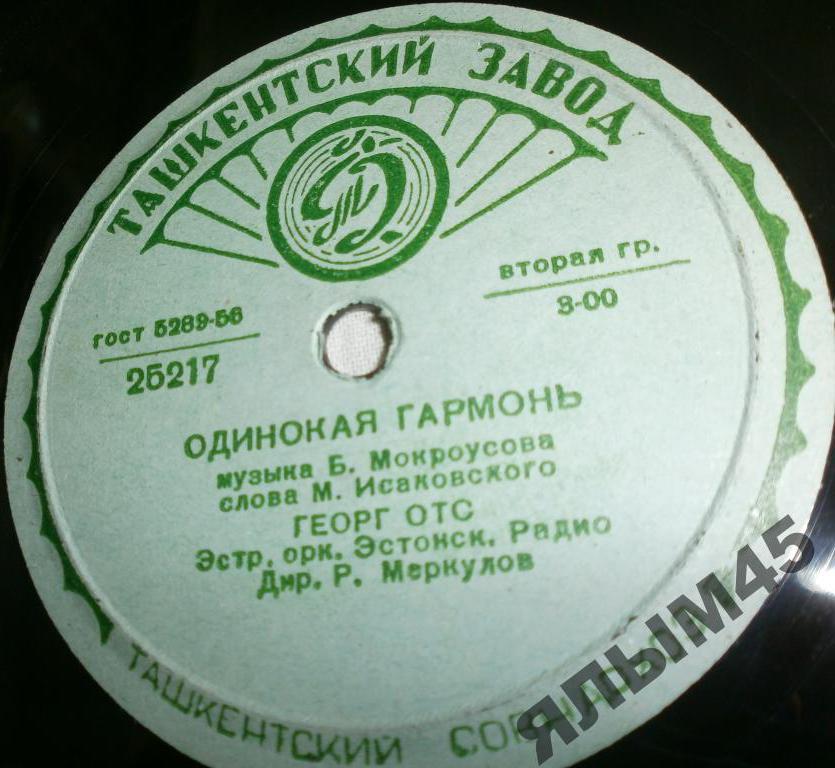 ТАШКЕНТСКИЙ ЗАВОД
гост 5289-56
25217
вторая гр.
3-00
ОДИНОКАЯ ГАРМОНЬ
музыка Б. Мокроусова
слова М. Исаковского
ГЕОРГ ОТС
Эстр. орк. Эстонск. Радио
Дир. Р. Меркулов
ТАШКЕНТСКИЙ
ЯЛЫМ45